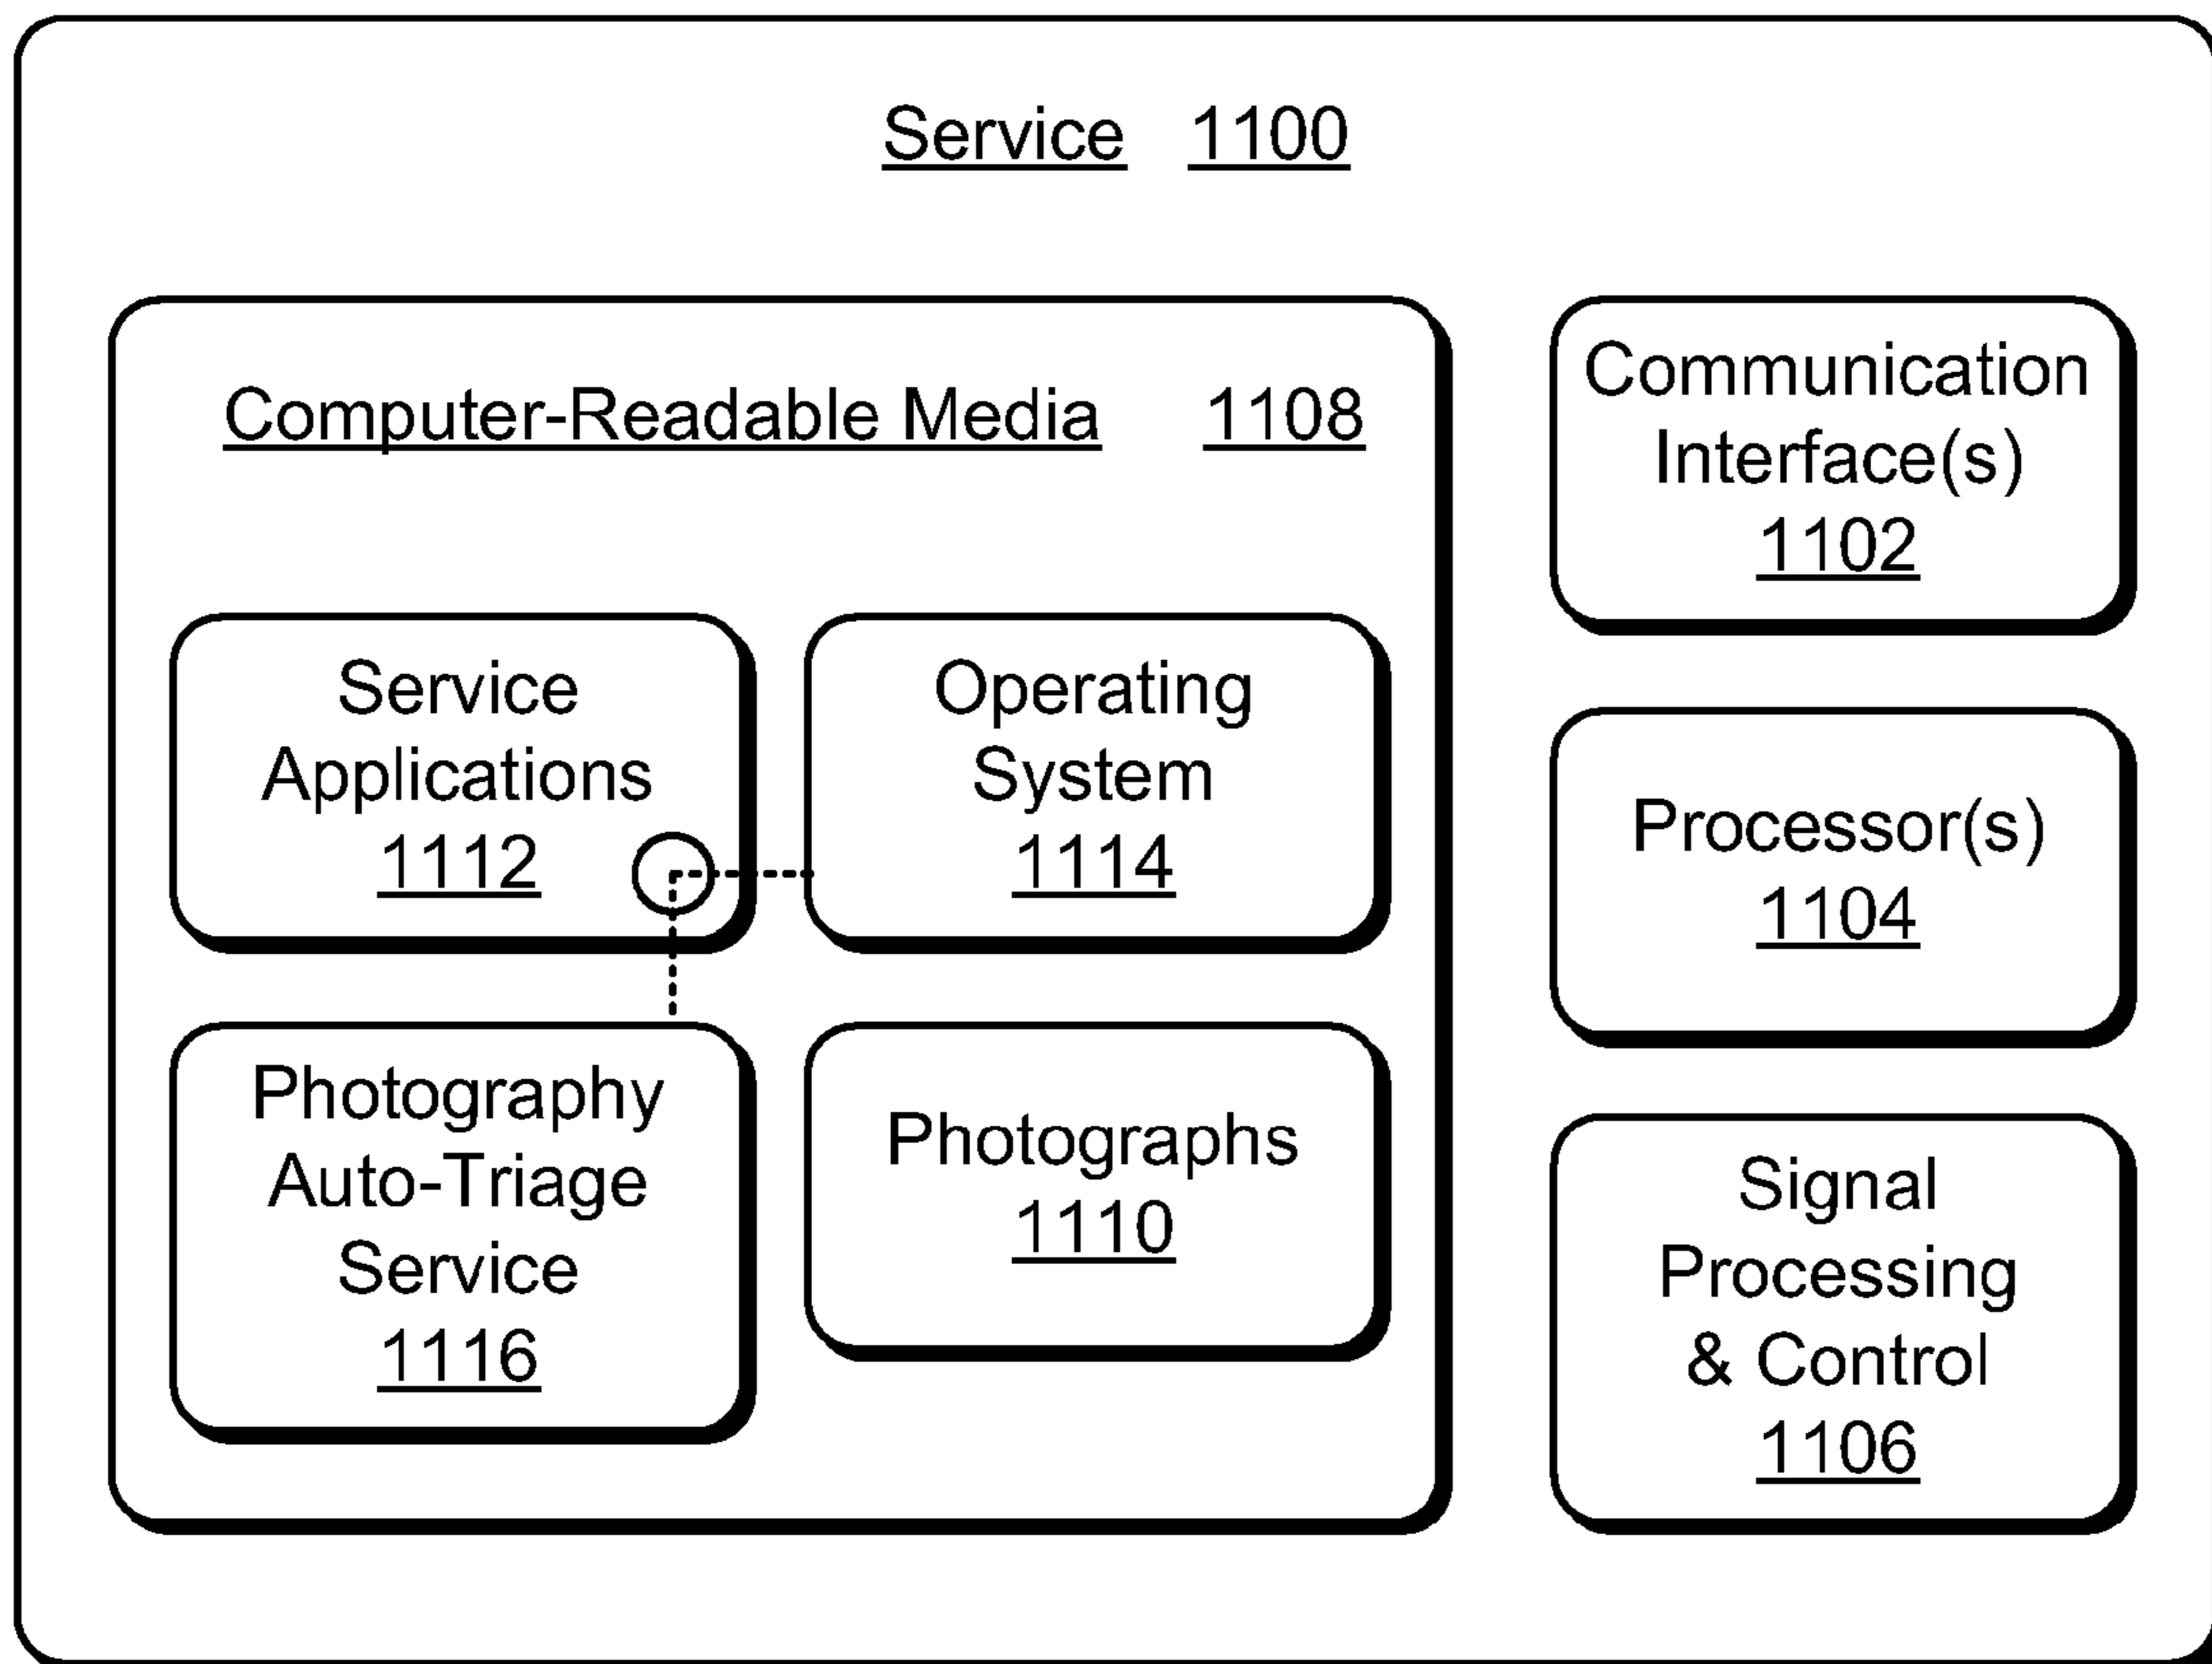 Service 1100
Computer-Readable Media 1108
Service
Applications
1112
Operating
System
1114
Photography
Auto-Triage
Service
1116
Photographs
1110
Communication
Interface(s)
1102
Processor(s)
1104
Signal
Processing
& Control
1106